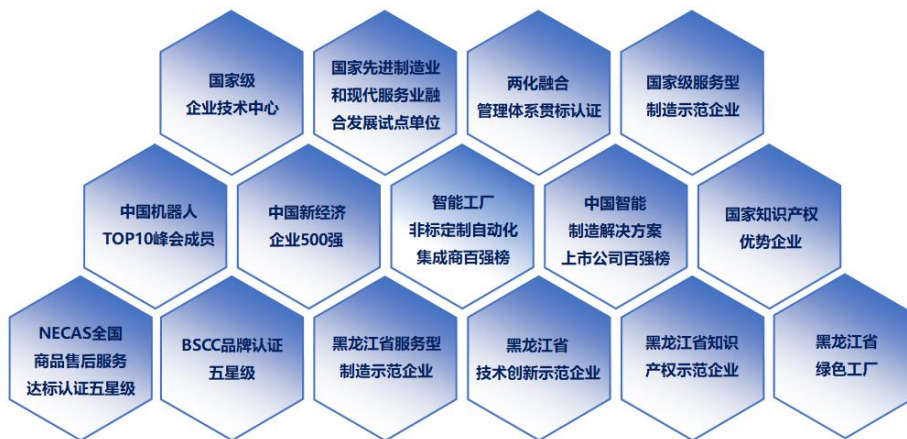 国家级
企业技术中心
国家先进制造业
和现代服务业融
合发展试点单位
两化融合
管理体系贯标认证
国家级服务型
制造示范企业
中国机器人
TOP10峰会成员
中国新经济
企业500强
智能工厂
非标定制自动化
集成商百强榜
中国智能
制造解决方案
上市公司百强榜
国家知识产权
优势企业
NECAS全国
商品售后服务
达标认证五星级
BSCC品牌认证
五星级
黑龙江省服务型
制造示范企业
黑龙江省
技术创新示范企业
黑龙江省知识
产权示范企业
黑龙江省
绿色工厂